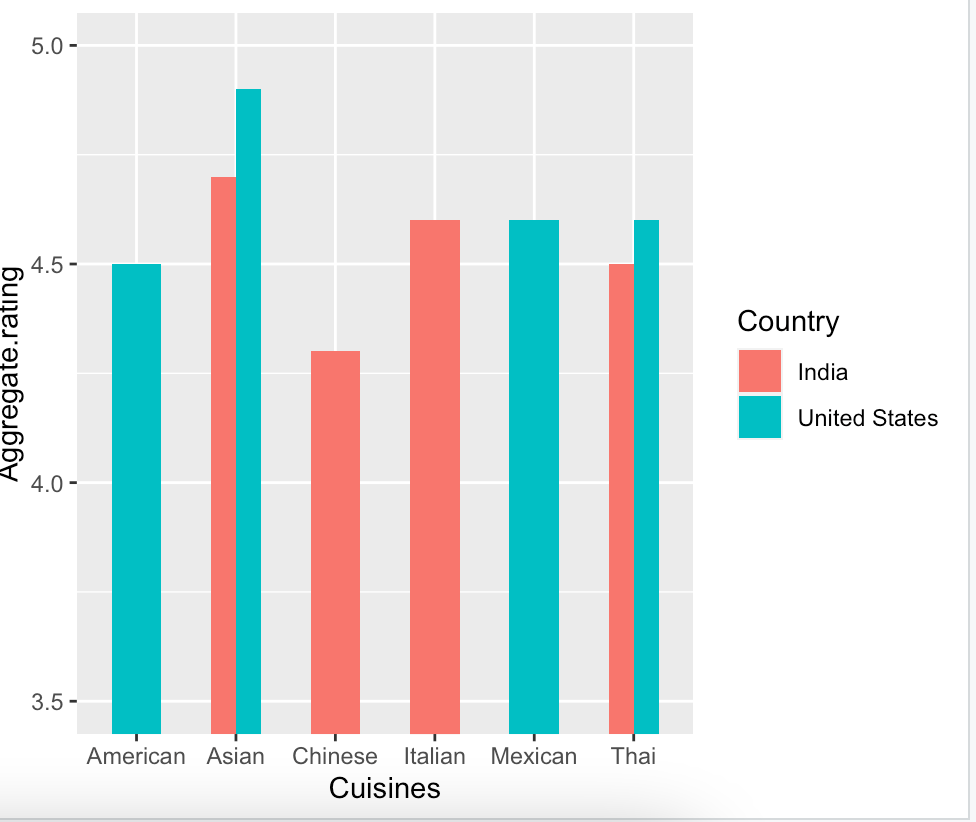 5.0
4.5
4.0
3.5
Aggregate.rating
American Asian Chinese Italian Mexican Thai
Cuisines
Country
India
United States